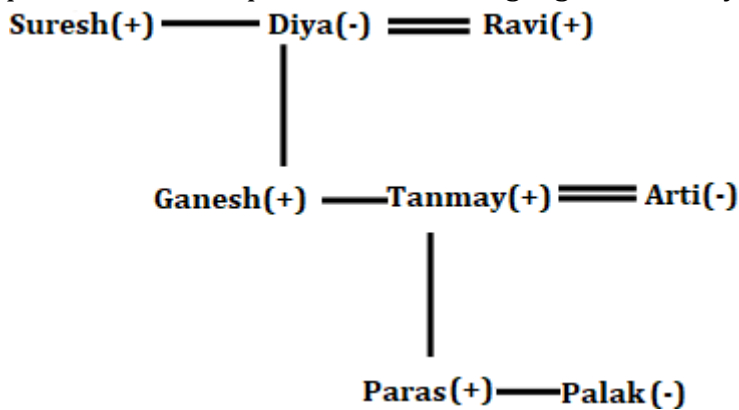 Suresh(+) Diya(-) Ravi(+)
Ganesh(+) Tanmay(+) Arti(-)
Paras(+) Palak(-)